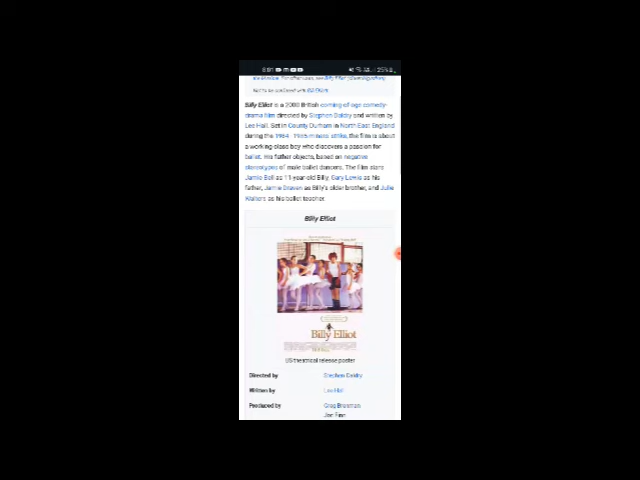 Billy Elliot is a 2000 British coming of age comedy-
drama film directed by Stephen Daldry and written by
Lee Hall. Set in County Durham in North East England
during the 1984–1985 miners' strike, the film is about
a working-class boy who discovers a passion for
ballet. His father objects, based on negative
stereotypes of male ballet dancers. The film stars
Jamie Bell as 11-year-old Billy, Gary Lewis as his
father, Jamie Draven as Billy's older brother, and Julie
Walters as his ballet teacher.
Billy Elliot
Billy Elliot
US theatrical release poster
Directed by Stephen Daldry
Written by Lee Hall
Produced by Greg Brenman
Jon Finn